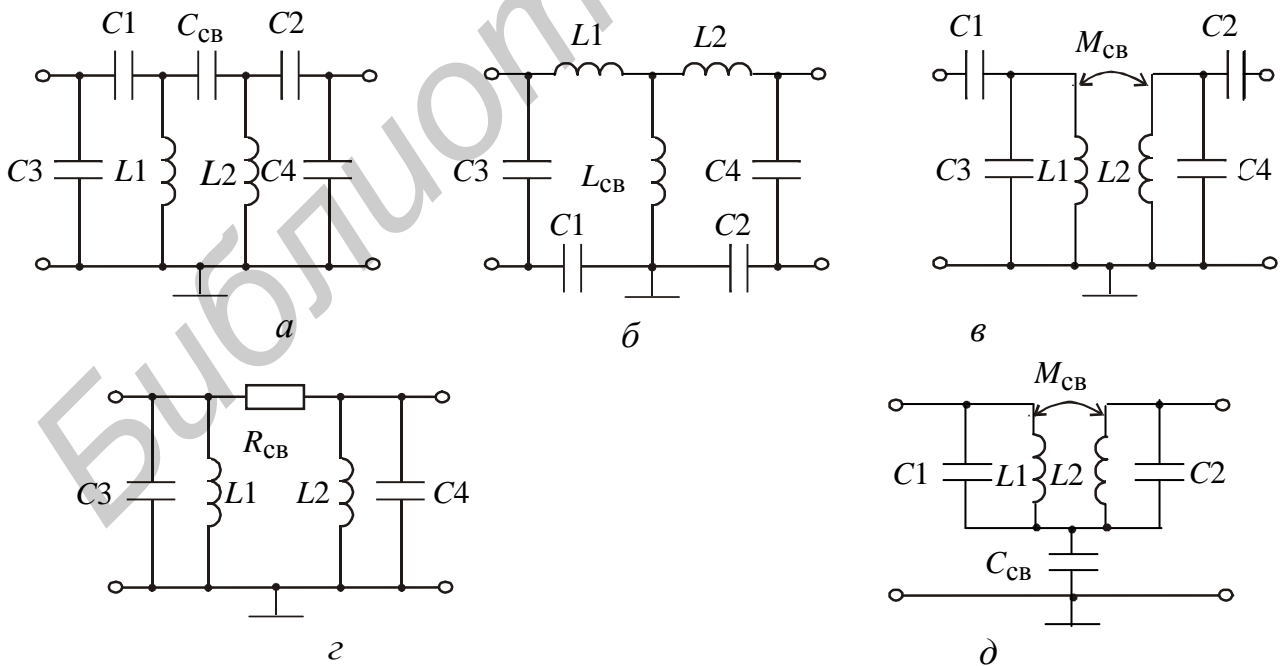 C1 Cсв C2
C3 L1 L2 C4
а
L1 L2
C3 Lсв C4
C1 C2
б
C1 Mсв C2
C3 L1 L2 C4
в
Rсв
C3 L1 L2 C4
г
Mсв
C1 L1 L2 C2
Cсв
д
Библиот